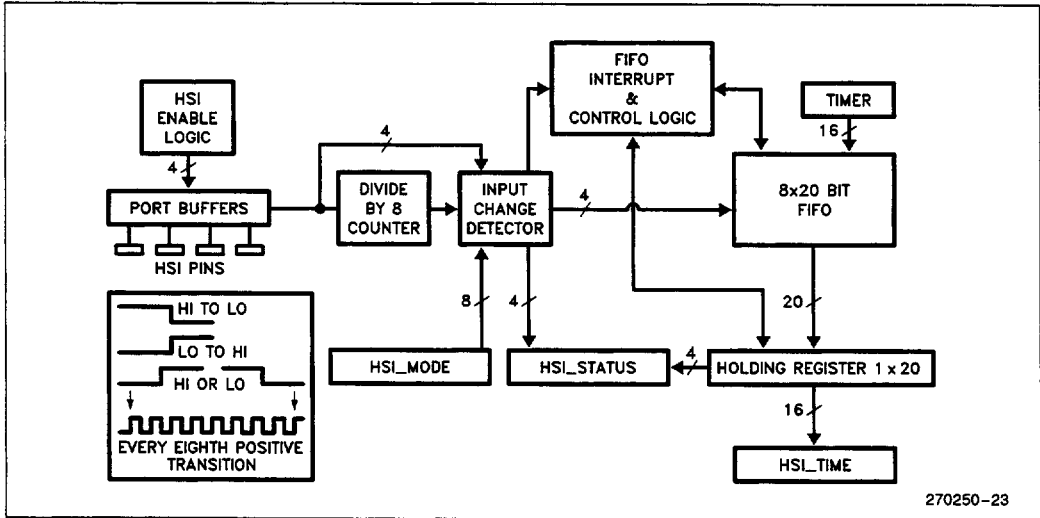 HSI
ENABLE
LOGIC
4
PORT BUFFERS
HSI PINS
4
DIVIDE
BY 8
COUNTER
INPUT
CHANGE
DETECTOR
FIFO
INTERRUPT
&
CONTROL LOGIC
TIMER
16
4
8x20 BIT
FIFO
8
4
20
HSI_MODE
HSI_STATUS
4
HOLDING REGISTER 1 x 20
16
HSI_TIME
HI TO LO
LO TO HI
HI OR LO
EVERY EIGHTH POSITIVE
TRANSITION
270250-23